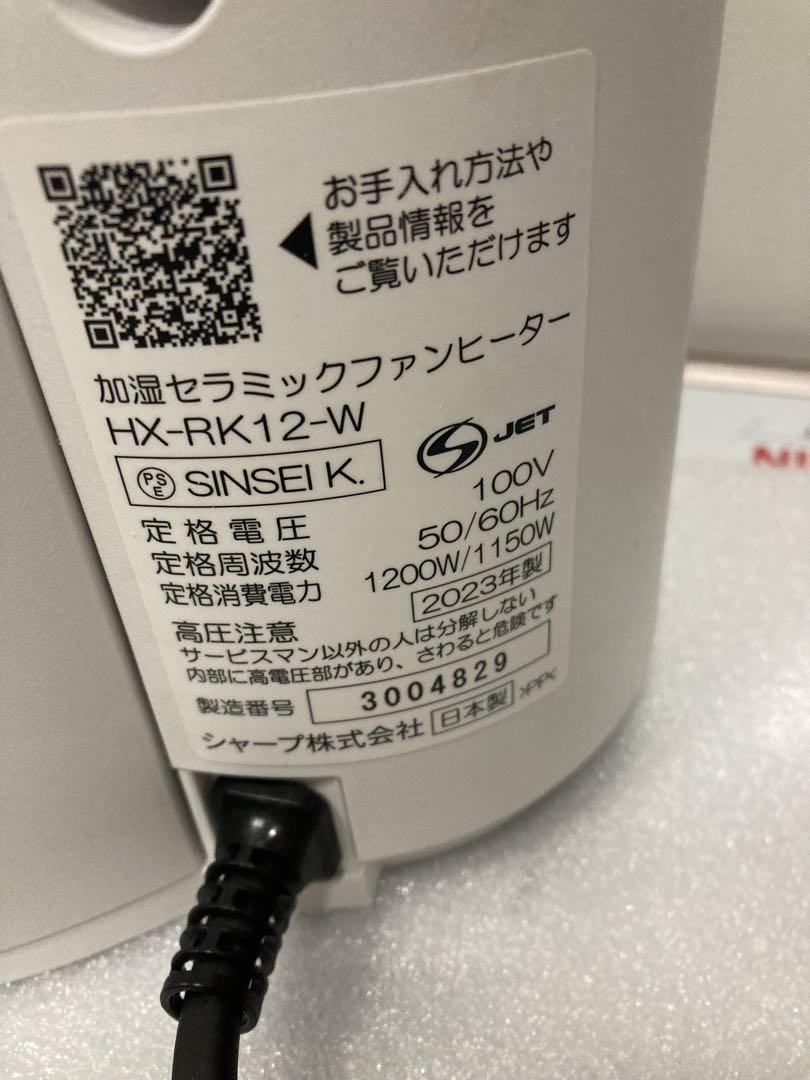 お手入れ方法や
製品情報を
ご覧いただけます
加湿セラミックファンヒーター
HX-RK12-W
PSE SINSEI K.
S JET
定格電圧 100V
定格周波数 50/60Hz
定格消費電力 1200W/1150W
2023年製
高圧注意
サービスマン以外の人は分解しない
内部に高電圧部があり、さわると危険です
製造番号 3004829
シャープ株式会社 日本製 >PP<